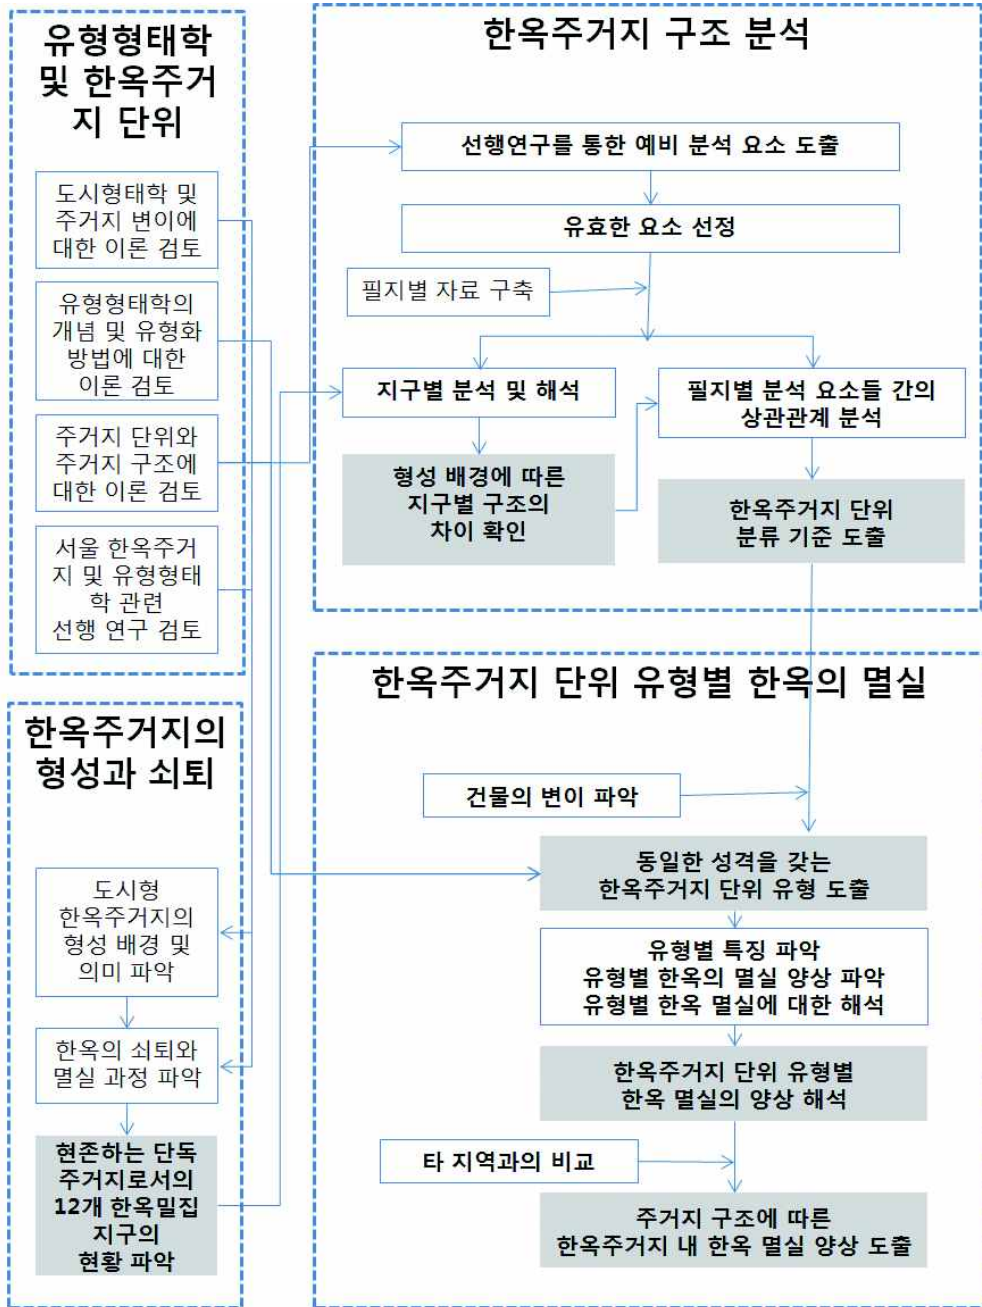 유형형태학
및 한옥주거
지 단위
도시형태학 및
주거지 변이에
대한 이론 검토
유형형태학의
개념 및 유형화
방법에 대한
이론 검토
주거지 단위와
주거지 구조에
대한 이론 검토
서울 한옥주거
지 및 유형형태
학 관련
선행 연구 검토
한옥주거지의
형성과 쇠퇴
도시형
한옥주거지의
형성 배경 및
의미 파악
한옥의 쇠퇴와
멸실 과정 파악
현존하는 단독
주거지로서의
12개 한옥밀집
지구의
현황 파악
한옥주거지 구조 분석
선행연구를 통한 예비 분석 요소 도출
유효한 요소 선정
필지별 자료 구축
지구별 분석 및 해석
형성 배경에 따른
지구별 구조의
차이 확인
필지별 분석 요소들 간의
상관관계 분석
한옥주거지 단위
분류 기준 도출
한옥주거지 단위 유형별 한옥의 멸실
건물의 변이 파악
동일한 성격을 갖는
한옥주거지 단위 유형 도출
유형별 특징 파악
유형별 한옥의 멸실 양상 파악
유형별 한옥 멸실에 대한 해석
한옥주거지 단위 유형별
한옥 멸실의 양상 해석
타 지역과의 비교
주거지 구조에 따른
한옥주거지 내 한옥 멸실 양상 도출